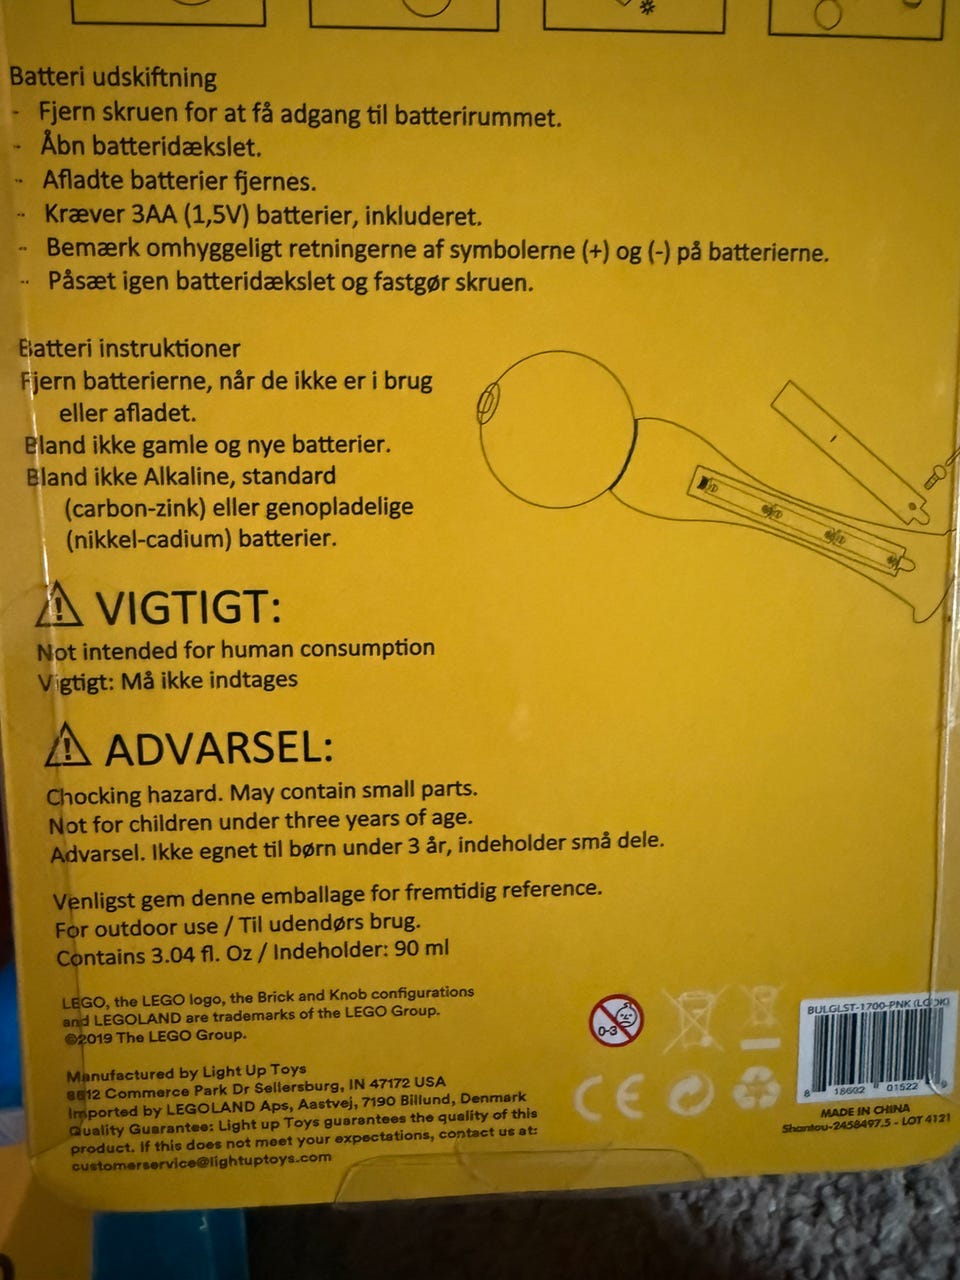 Batteri udskiftning
- Fjern skruen for at få adgang til batterirummet.
- Åbn batteridækslet.
- Afladte batterier fjernes.
- Kræver 3AA (1,5V) batterier, inkluderet.
- Bemærk omhyggeligt retningerne af symbolerne (+) og (-) på batterierne.
- Påsæt igen batteridækslet og fastgør skruen.
Batteri instruktioner
Fjern batterierne, når de ikke er i brug
eller afladet.
Bland ikke gamle og nye batterier.
Bland ikke Alkaline, standard
(carbon-zink) eller genopladelige
(nikkel-cadium) batterier.
VIGTIGT:
Not intended for human consumption
Vigtigt: Må ikke indtages
ADVARSEL:
Chocking hazard. May contain small parts.
Not for children under three years of age.
Advarsel. Ikke egnet til børn under 3 år, indeholder små dele.
Venligst gem denne emballage for fremtidig reference.
For outdoor use / Til udendørs brug.
Contains 3.04 fl. Oz / Indeholder: 90 ml
LEGO, the LEGO logo, the Brick and Knob configurations
and LEGOLAND are trademarks of the LEGO Group.
©2019 The LEGO Group.
Manufactured by Light Up Toys
8612 Commerce Park Dr Sellersburg, IN 47172 USA
Imported by LEGOLAND Aps, Aastvej, 7190 Billund, Denmark
Quality Guarantee: Light up Toys guarantees the quality of this
product. If this does not meet your expectations, contact us at:
customerservice@lightuptoys.com
0-3
CE
BULGLST-1700-PNK (LGDK)
8 18602 01522 9
MADE IN CHINA
Shantou-2458497.5 - LOT 4121